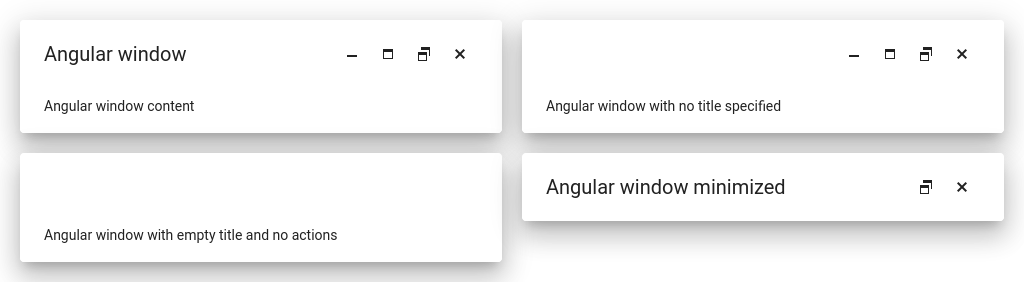 Angular window
Angular window content
Angular window with no title specified
Angular window with empty title and no actions
Angular window minimized